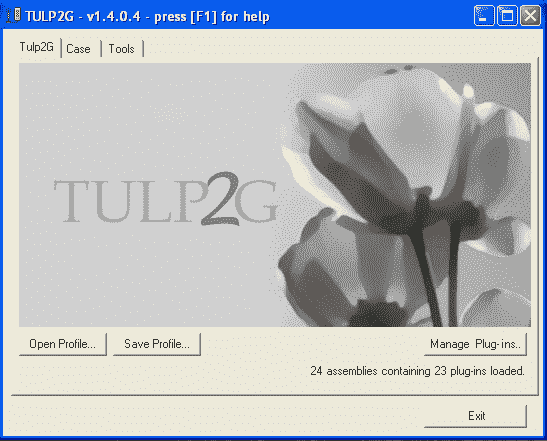 TULP2G - v1.4.0.4 - press [F1] for help
Tulp2G Case Tools
TULP2G
Open Profile... Save Profile... Manage Plug-ins..
24 assemblies containing 23 plug-ins loaded.
Exit